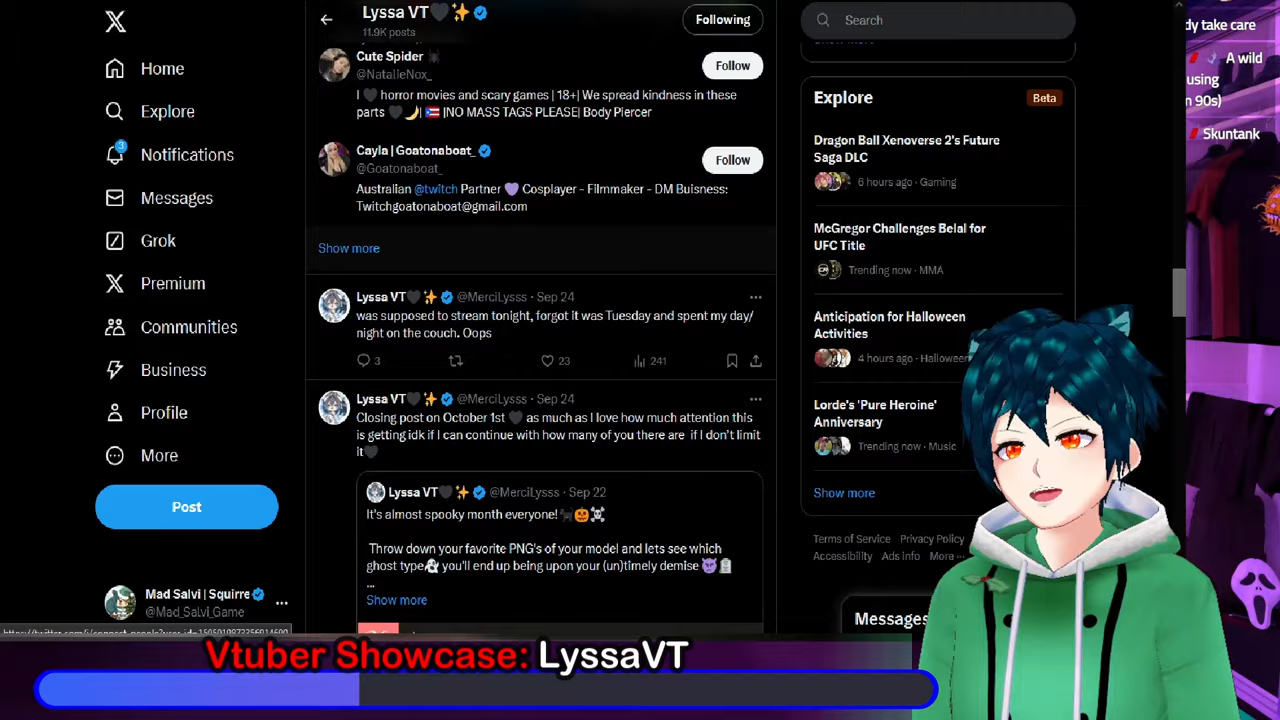 X
Home
Explore
3
Notifications
Messages
Grok
Premium
Communities
Business
Profile
More
Post
Mad Salvi | Squirre
@Mad_Salvi_Game
...
Lyssa VT🖤✨
11.9K posts
Following
Cute Spider 🕷
@NatalieNox_
Follow
I 🖤 horror movies and scary games | 18+| We spread kindness in these
parts 🖤🌙| 🇵🇷 |NO MASS TAGS PLEASE| Body Piercer
Cayla | Goatonaboat_
@Goatonaboat_
Follow
Australian @twitch Partner 💜 Cosplayer - Filmmaker - DM Buisness:
Twitchgoatonaboat@gmail.com
Show more
Lyssa VT🖤✨ @MerciLysss · Sep 24
was supposed to stream tonight, forgot it was Tuesday and spent my day/
night on the couch. Oops
3 23 241
Lyssa VT🖤✨ @MerciLysss · Sep 24
Closing post on October 1st 🖤 as much as I love how much attention this
is getting idk if I can continue with how many of you there are if I don't limit
it🖤
Lyssa VT🖤✨ @MerciLysss · Sep 22
It's almost spooky month everyone!🐈‍⬛🎃☠️
Throw down your favorite PNG's of your model and lets see which
ghost type👻 you'll end up being upon your (un)timely demise 😈🪦
...
Show more
Search
Explore
Beta
Dragon Ball Xenoverse 2's Future
Saga DLC
6 hours ago · Gaming
McGregor Challenges Belal for
UFC Title
Trending now · MMA
Anticipation for Halloween
Activities
4 hours ago · Hallowee
Lorde's 'Pure Heroine'
Anniversary
Trending now · Music
Show more
Terms of Service Privacy Policy
Accessibility Ads info More ...
Messages
dy take care
A wild
using
n 90s)
Skuntank
Vtuber Showcase: LyssaVT